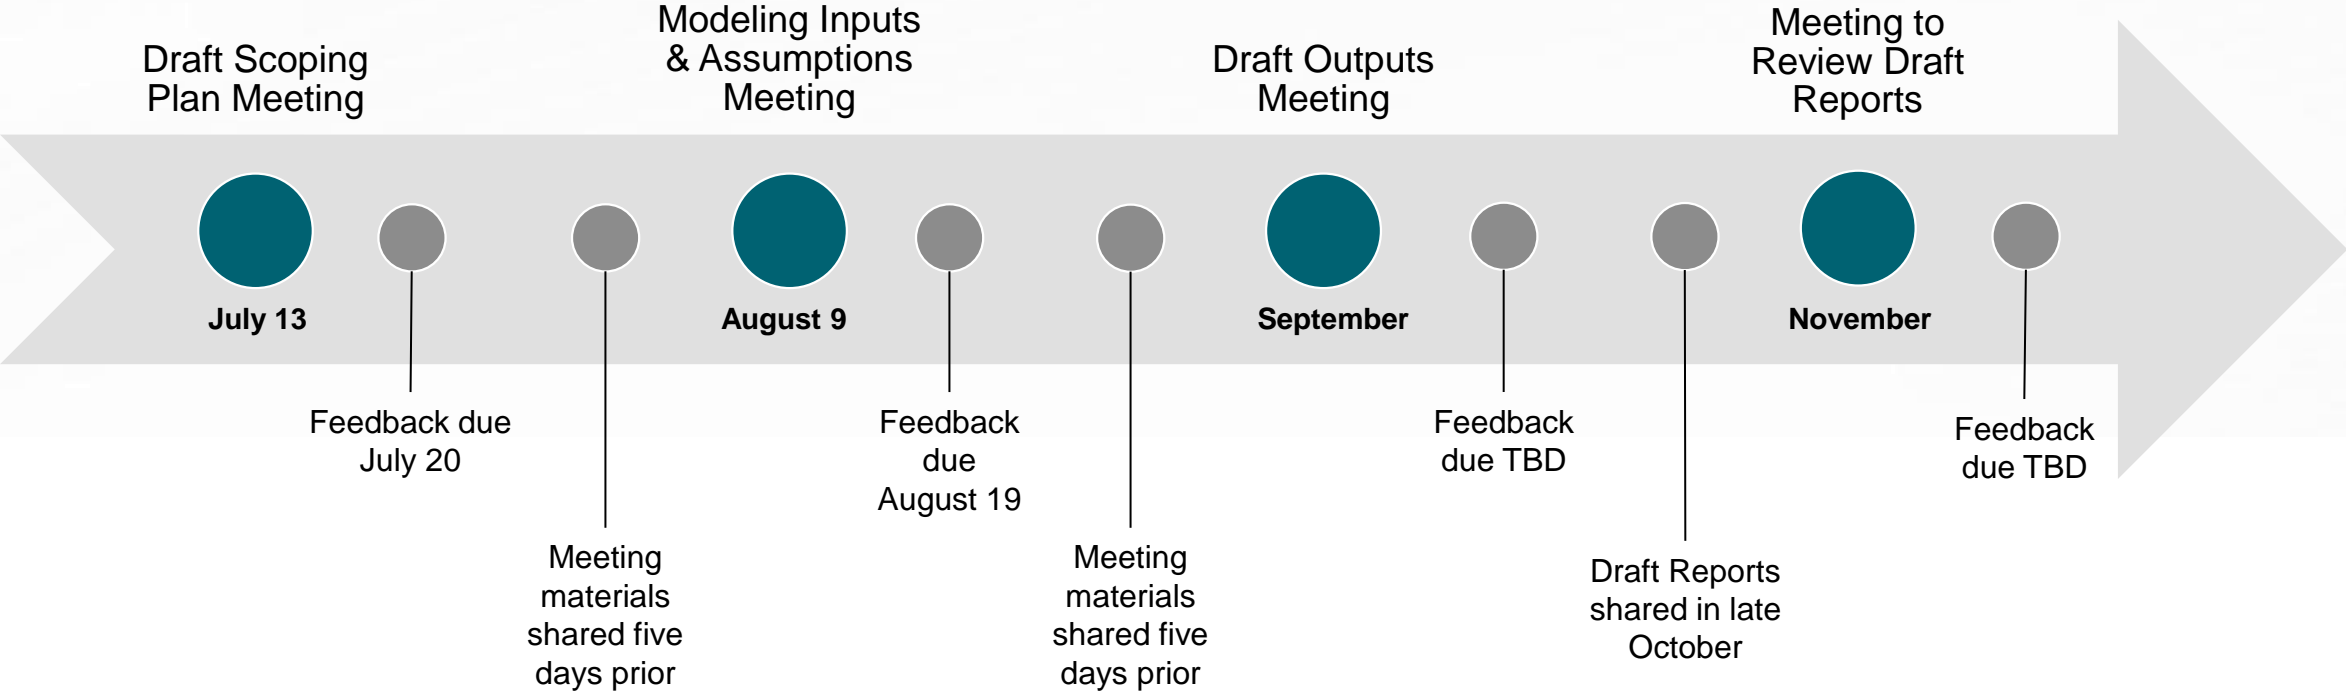 Draft Scoping
Plan Meeting
Modeling Inputs
& Assumptions
Meeting
Draft Outputs
Meeting
Meeting to
Review Draft
Reports
July 13
August 9
September
November
Feedback due
July 20
Meeting
materials
shared five
days prior
Feedback
due
August 19
Meeting
materials
shared five
days prior
Feedback
due TBD
Draft Reports
shared in late
October
Feedback
due TBD